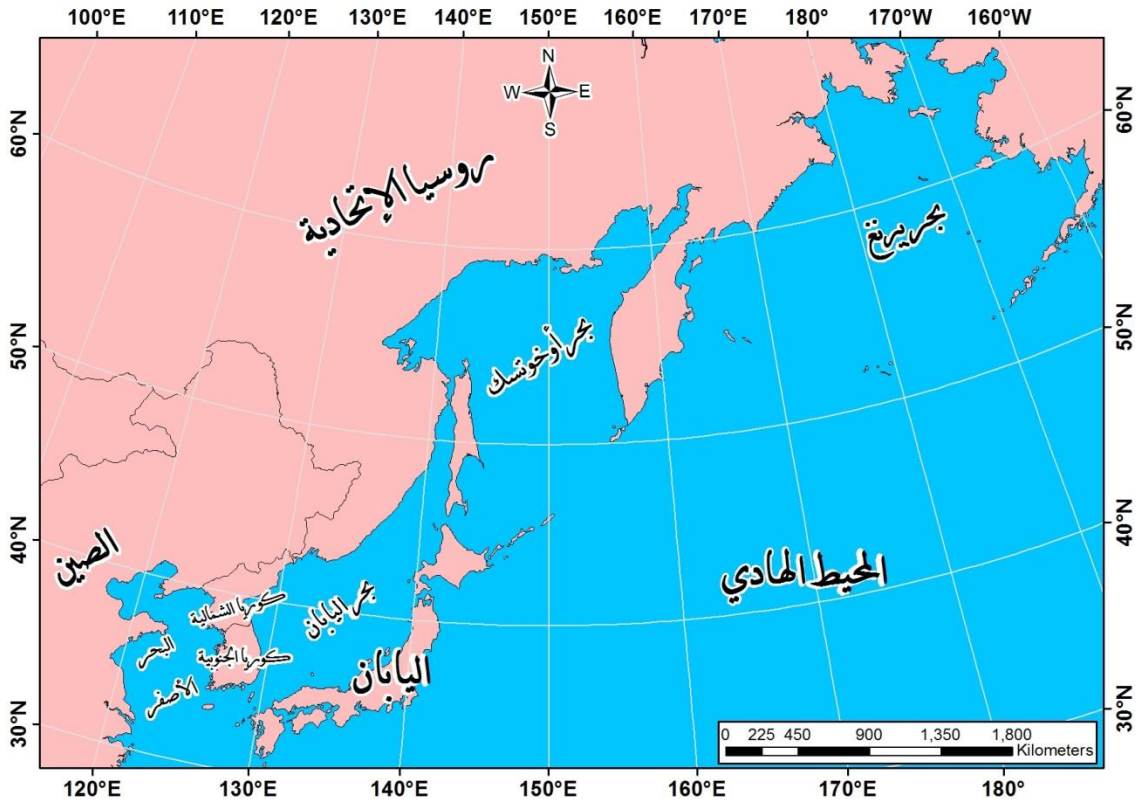 100°E 110°E 120°E 130°E 140°E 150°E 160°E 170°E 180° 170°W 160°W
N
W E
S
60°N 60°N
روسيا الإتحادية
بحر بيرنغ
50°N 50°N
بحر أوخوتسك
40°N 40°N
الصين
المحيط الهادي
كوريا الشمالية
بحر اليابان
البحر
كوريا الجنوبية
اليابان
الأصفر
30°N 30°N
0 225 450 900 1,350 1,800
Kilometers
120°E 130°E 140°E 150°E 160°E 170°E 180°